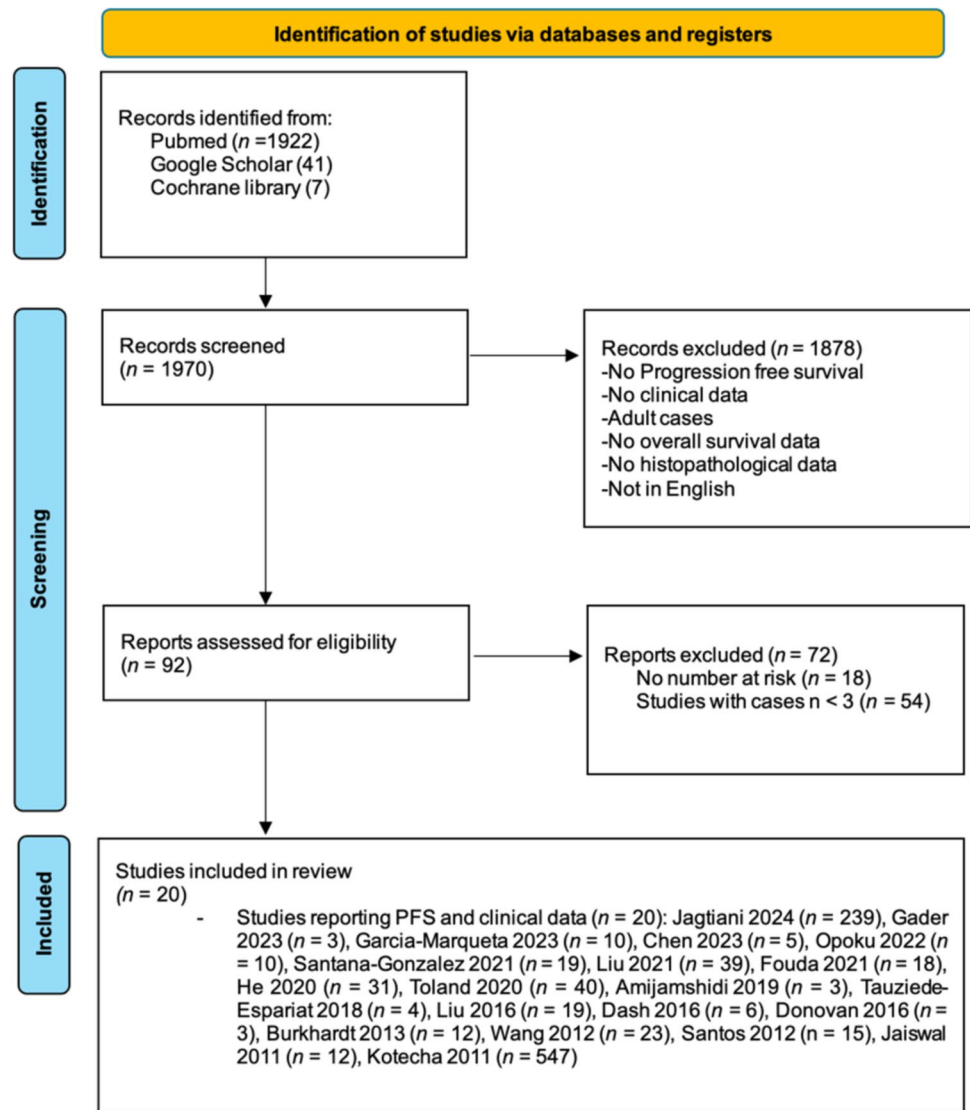 Identification of studies via databases and registers
Identification
Records identified from:
Pubmed (n =1922)
Google Scholar (41)
Cochrane library (7)
Screening
Records screened
(n = 1970)
Records excluded (n = 1878)
-No Progression free survival
-No clinical data
-Adult cases
-No overall survival data
-No histopathological data
-Not in English
Reports assessed for eligibility
(n = 92)
Reports excluded (n = 72)
No number at risk (n = 18)
Studies with cases n < 3 (n = 54)
Included
Studies included in review
(n = 20)
- Studies reporting PFS and clinical data (n = 20): Jagtiani 2024 (n = 239), Gader
2023 (n = 3), Garcia-Marqueta 2023 (n = 10), Chen 2023 (n = 5), Opoku 2022 (n
= 10), Santana-Gonzalez 2021 (n = 19), Liu 2021 (n = 39), Fouda 2021 (n = 18),
He 2020 (n = 31), Toland 2020 (n = 40), Amijamshidi 2019 (n = 3), Tauziede-
Espariat 2018 (n = 4), Liu 2016 (n = 19), Dash 2016 (n = 6), Donovan 2016 (n =
3), Burkhardt 2013 (n = 12), Wang 2012 (n = 23), Santos 2012 (n = 15), Jaiswal
2011 (n = 12), Kotecha 2011 (n = 547)